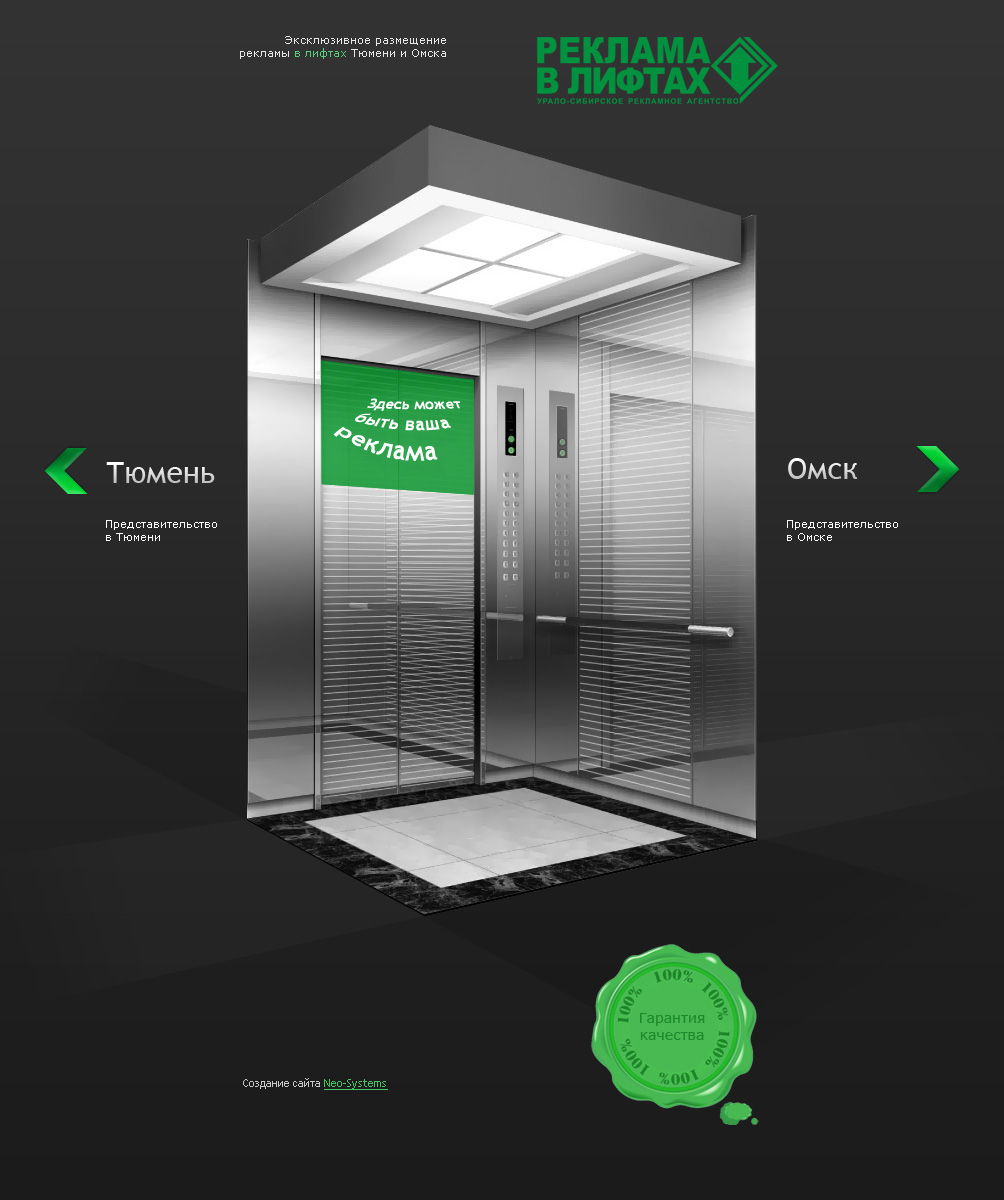 Эксклюзивное размещение
рекламы в лифтах Тюмени и Омска
РЕКЛАМА
В ЛИФТАХ
УРАЛО-СИБИРСКОЕ РЕКЛАМНОЕ АГЕНТСТВО
Здесь может
быть ваша
реклама
Тюмень
Представительство
в Тюмени
Омск
Представительство
в Омске
100% 100% 100% 100% 100% 100% 100%
Гарантия
качества
Создание сайта Neo-Systems